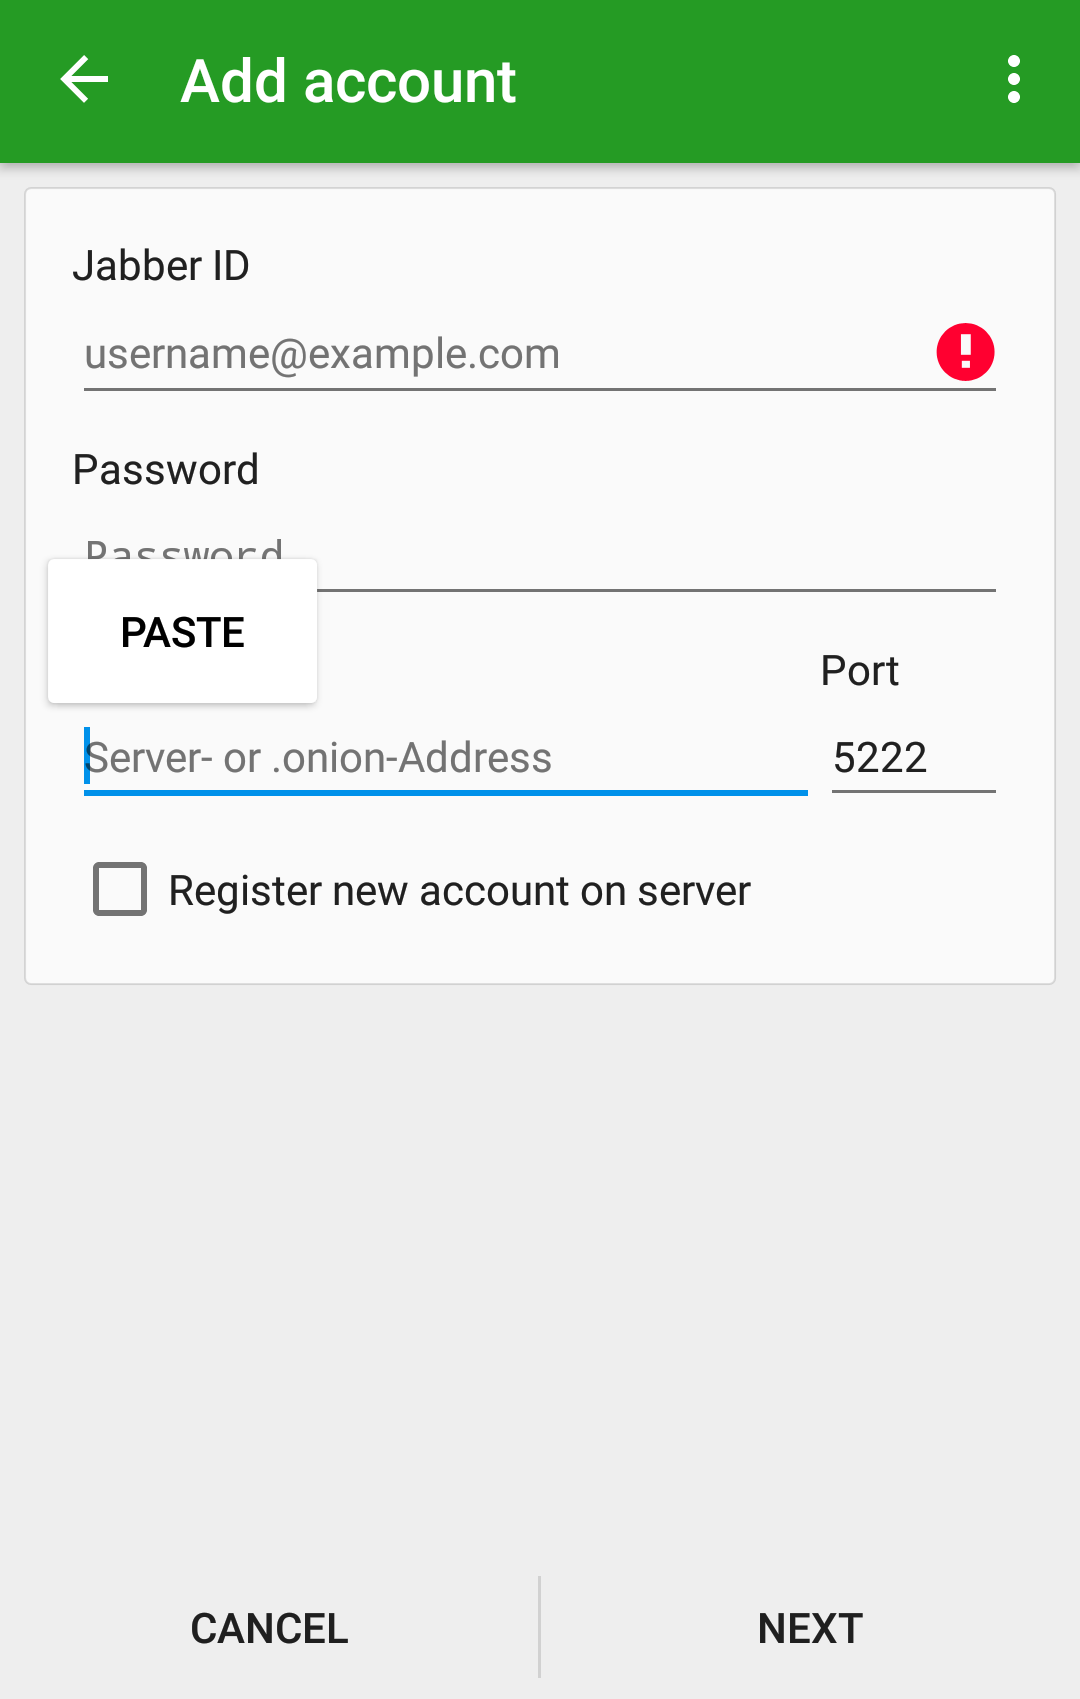 Add account
Jabber ID
username@example.com
Password
Password
PASTE
Port
Server- or .onion-Address
5222
Register new account on server
CANCEL
NEXT